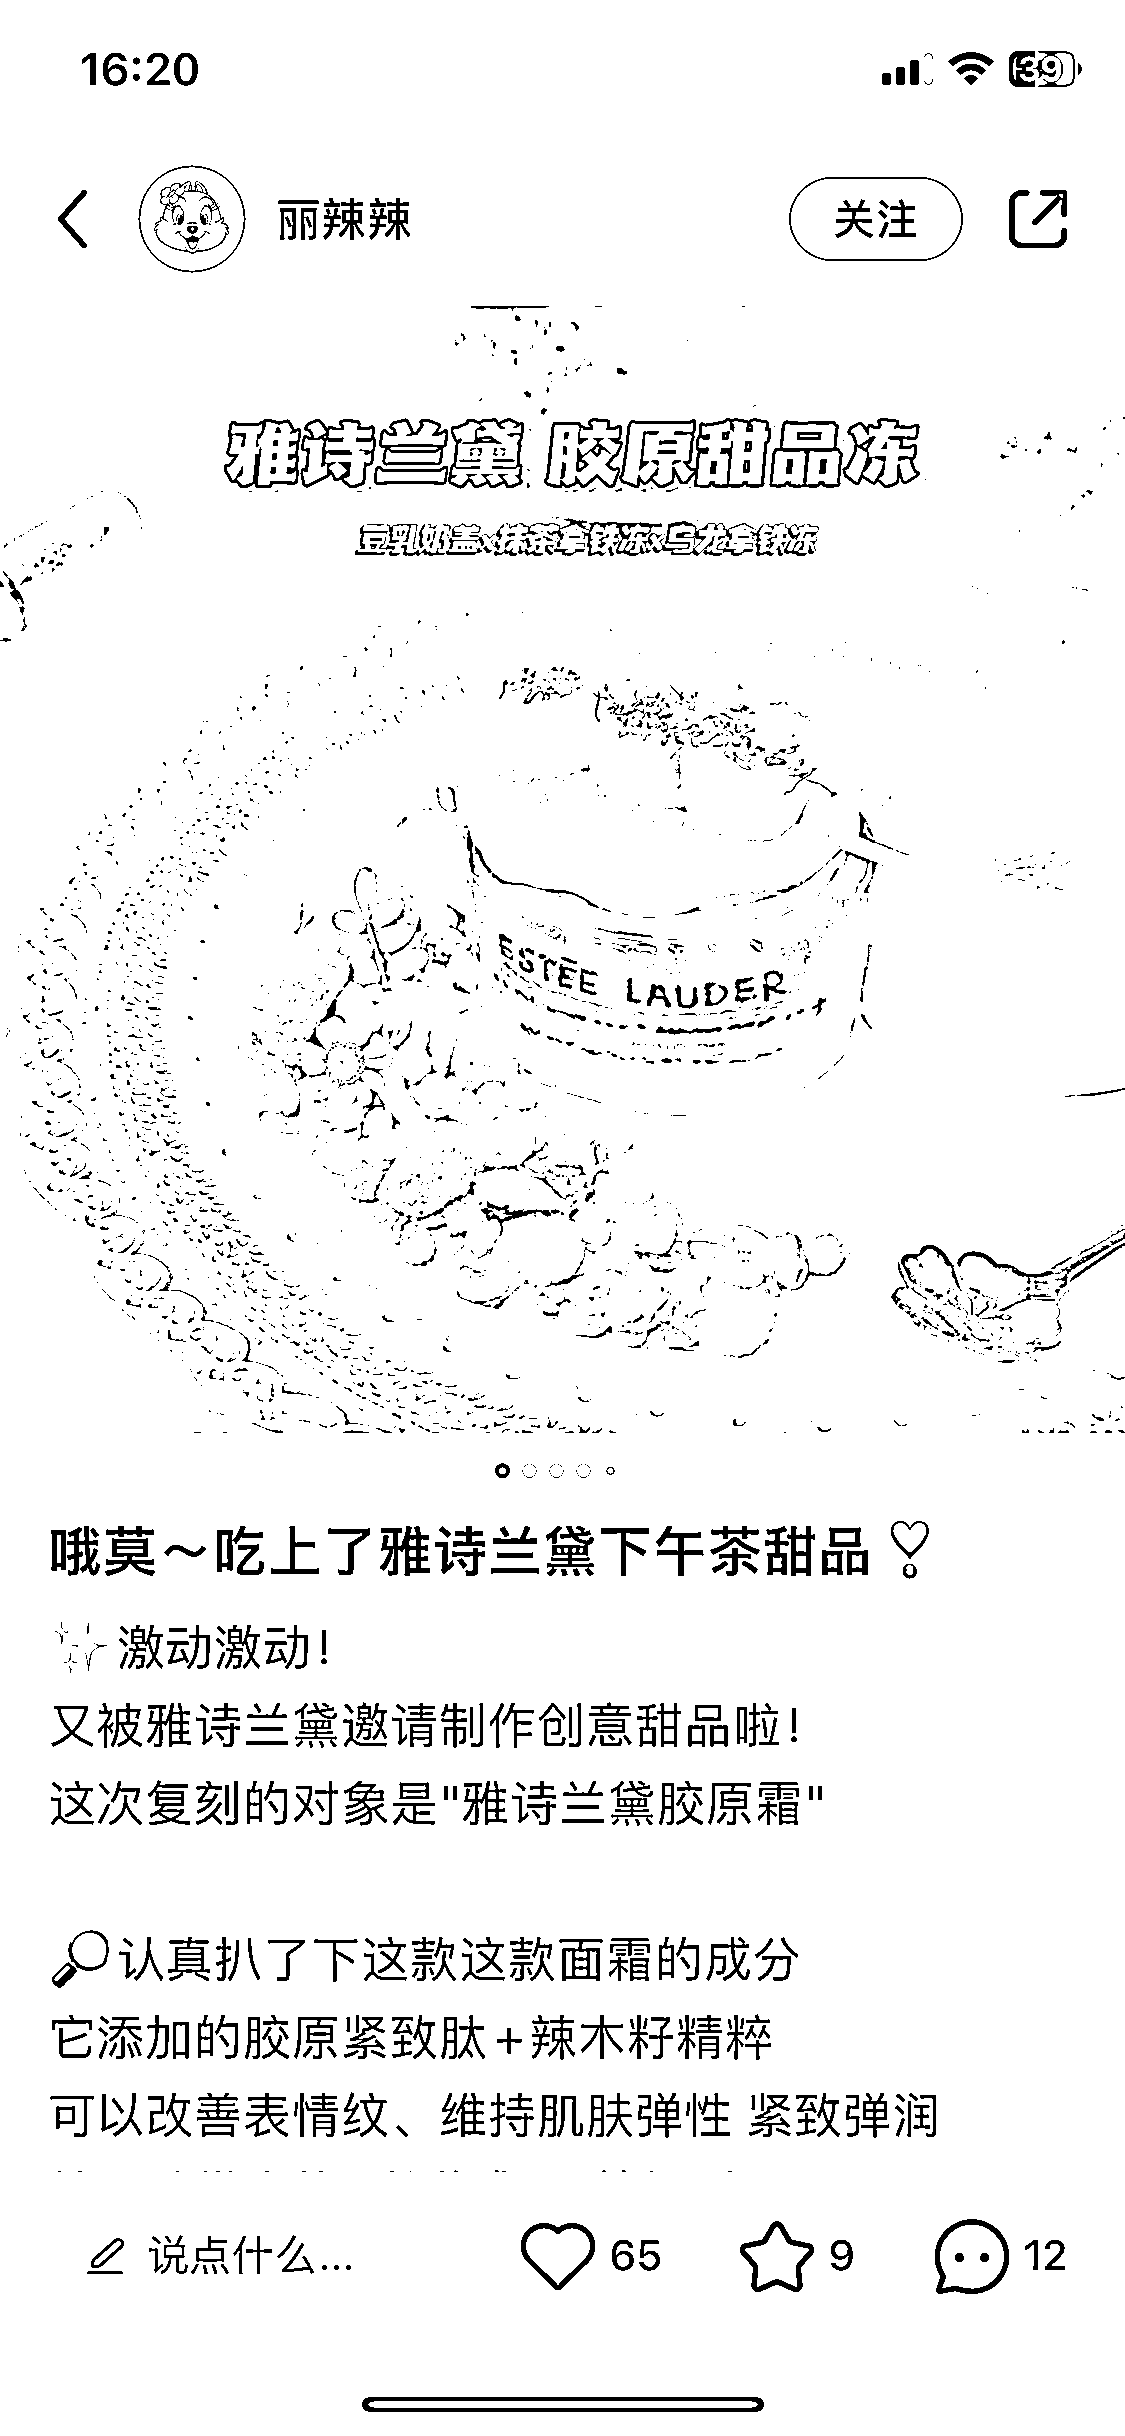 16:20
39
丽辣辣
关注
雅诗兰黛 胶原甜品冻
豆乳奶盖x抹茶拿铁冻x乌龙拿铁冻
ESTĒE LAUDER
哦莫～吃上了雅诗兰黛下午茶甜品
激动激动！
又被雅诗兰黛邀请制作创意甜品啦！
这次复刻的对象是"雅诗兰黛胶原霜"
认真扒了下这款这款面霜的成分
它添加的胶原紧致肽+辣木籽精粹
可以改善表情纹、维持肌肤弹性 紧致弹润
说点什么...
65
9
12